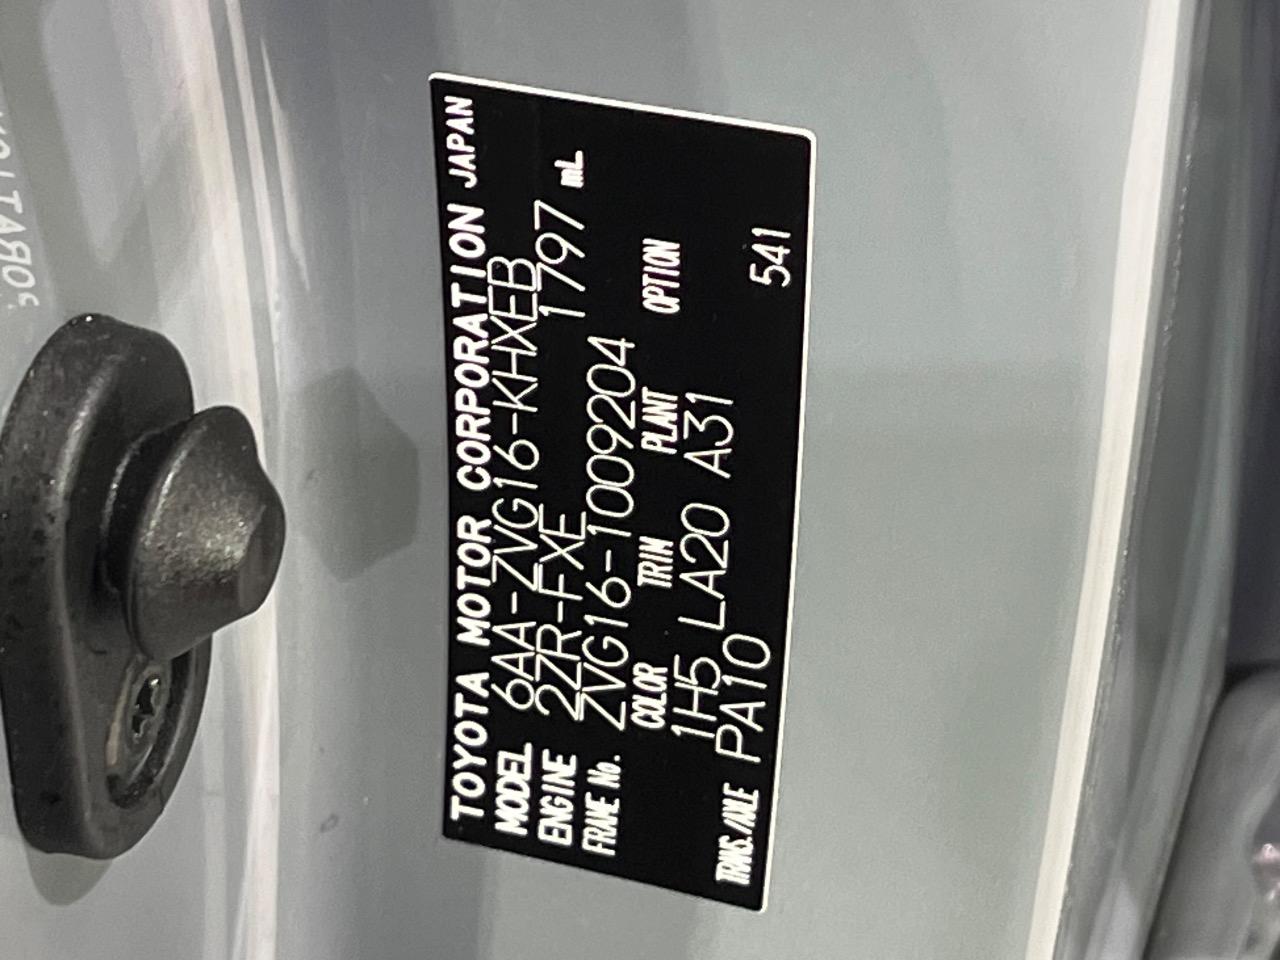 TOYOTA MOTOR CORPORATION JAPAN
MODEL 6AA-ZVG16-KHXEB
ENGINE 2ZR-FXE 1797 mL
FRAME No. ZVG16-1009204
COLOR TRIM PLANT OPTION
1H5 LA20 A31
TRANS./AXLE PA10 541